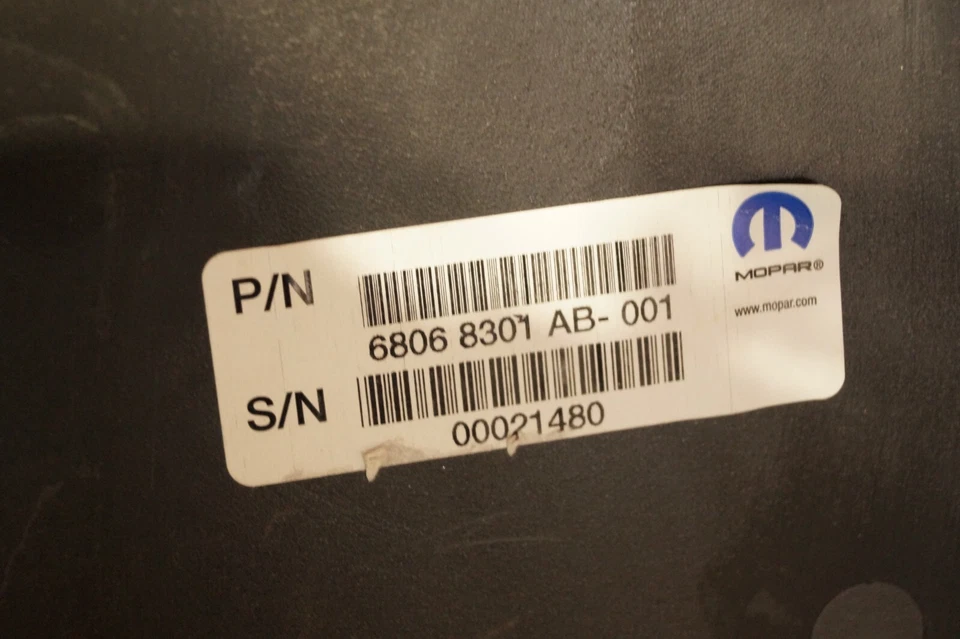 P/N
6806 8301 AB- 001
S/N
00021480
MOPAR®
www.mopar.com